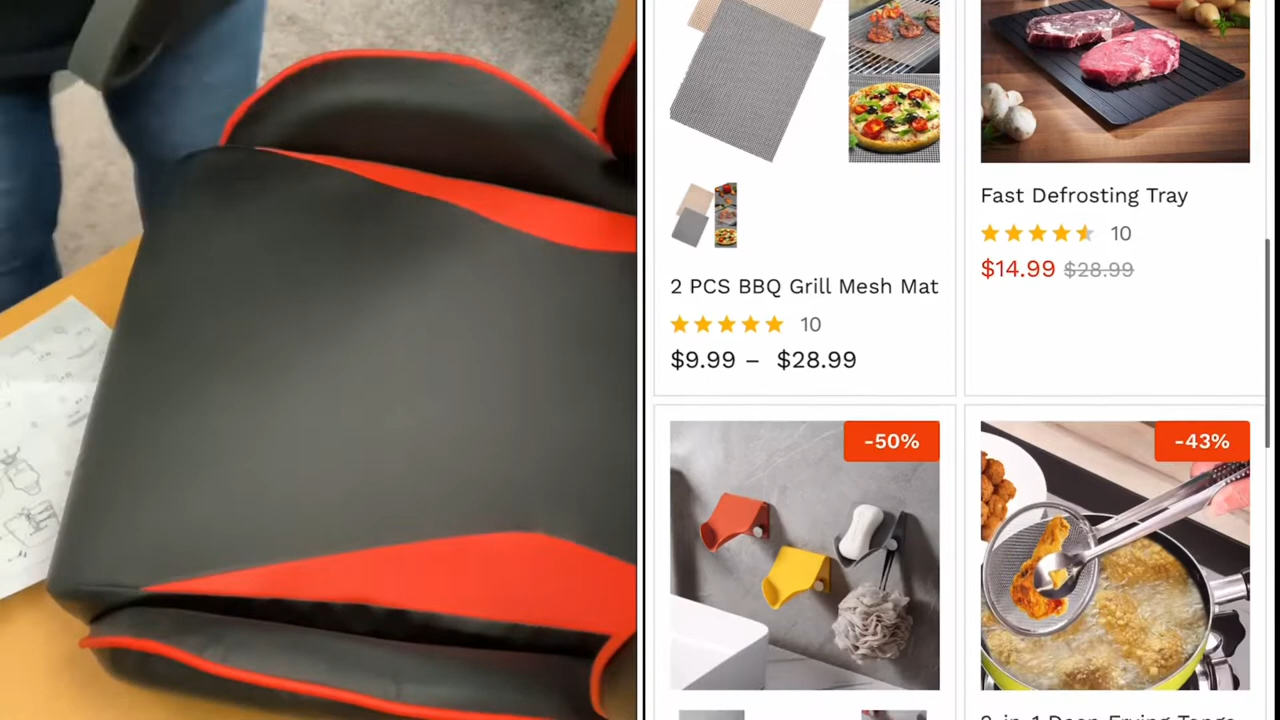 Fast Defrosting Tray
10
$14.99 $28.99
2 PCS BBQ Grill Mesh Mat
10
$9.99 – $28.99
-50%
-43%